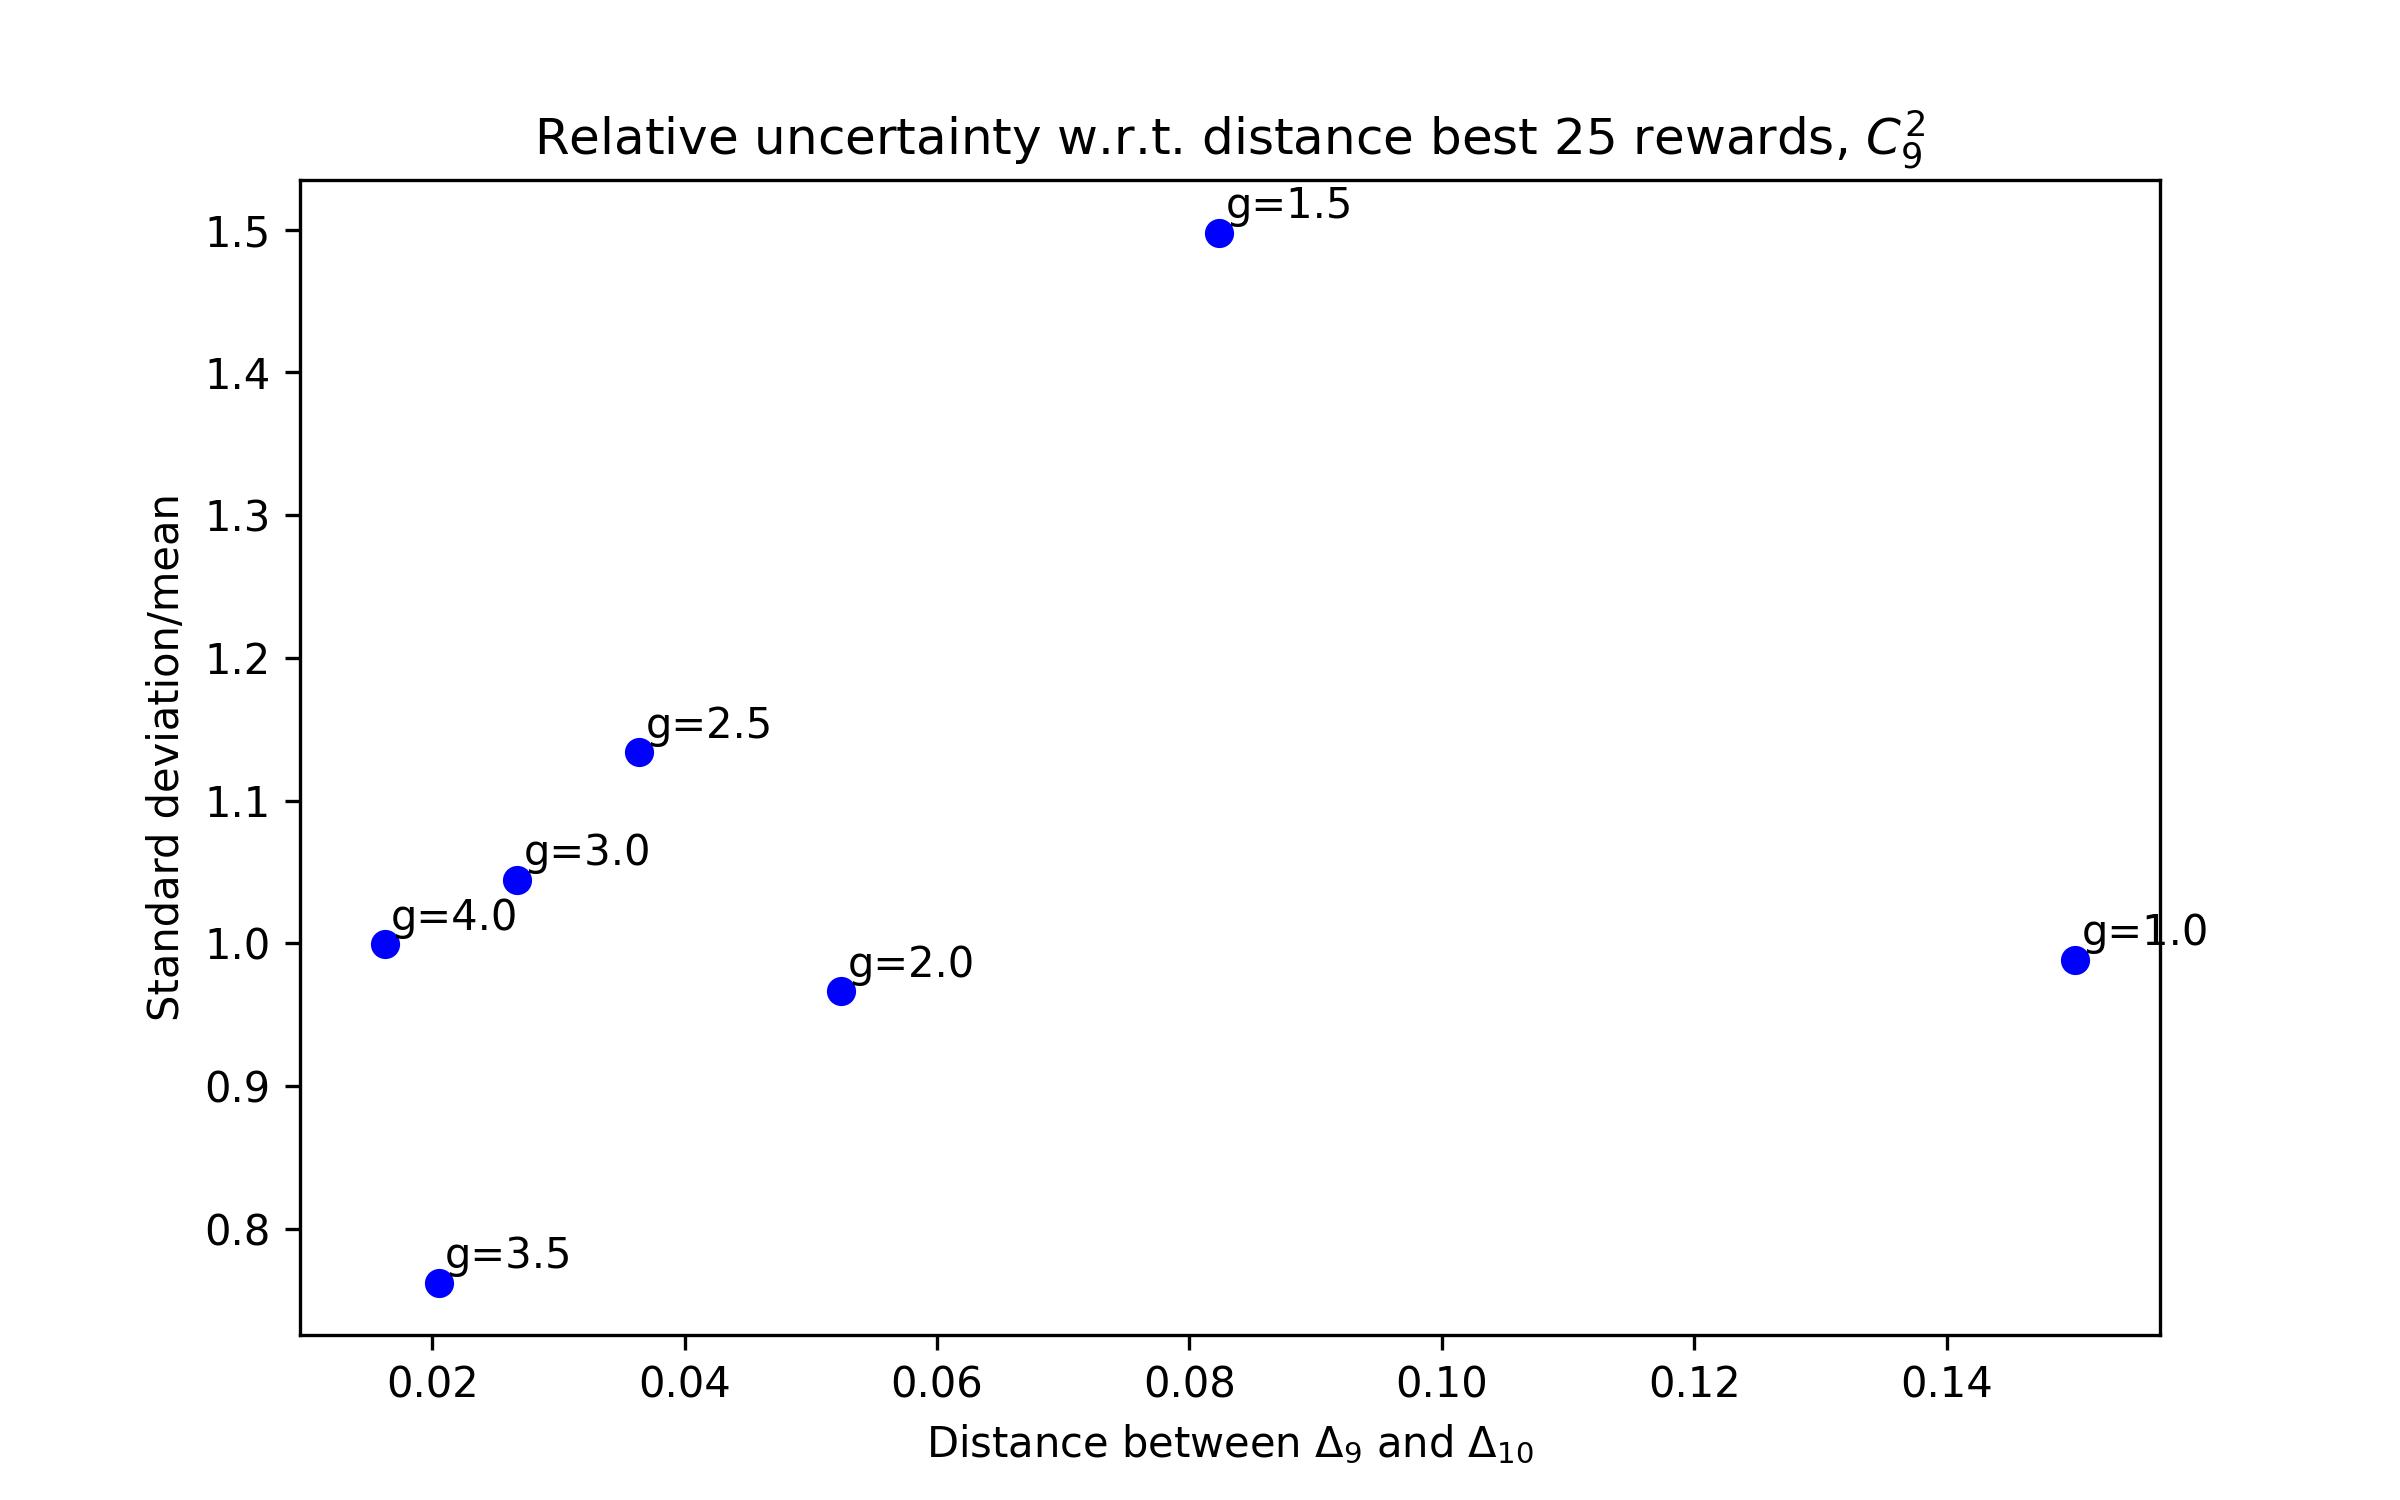 Relative uncertainty w.r.t. distance best 25 rewards, $C_9^2$
g=1.5
1.5
1.4
1.3
1.2
g=2.5
1.1
g=3.0
g=4.0
1.0
g=1.0
g=2.0
0.9
0.8
g=3.5
Standard deviation/mean
0.02 0.04 0.06 0.08 0.10 0.12 0.14
Distance between Δ₉ and Δ₁₀